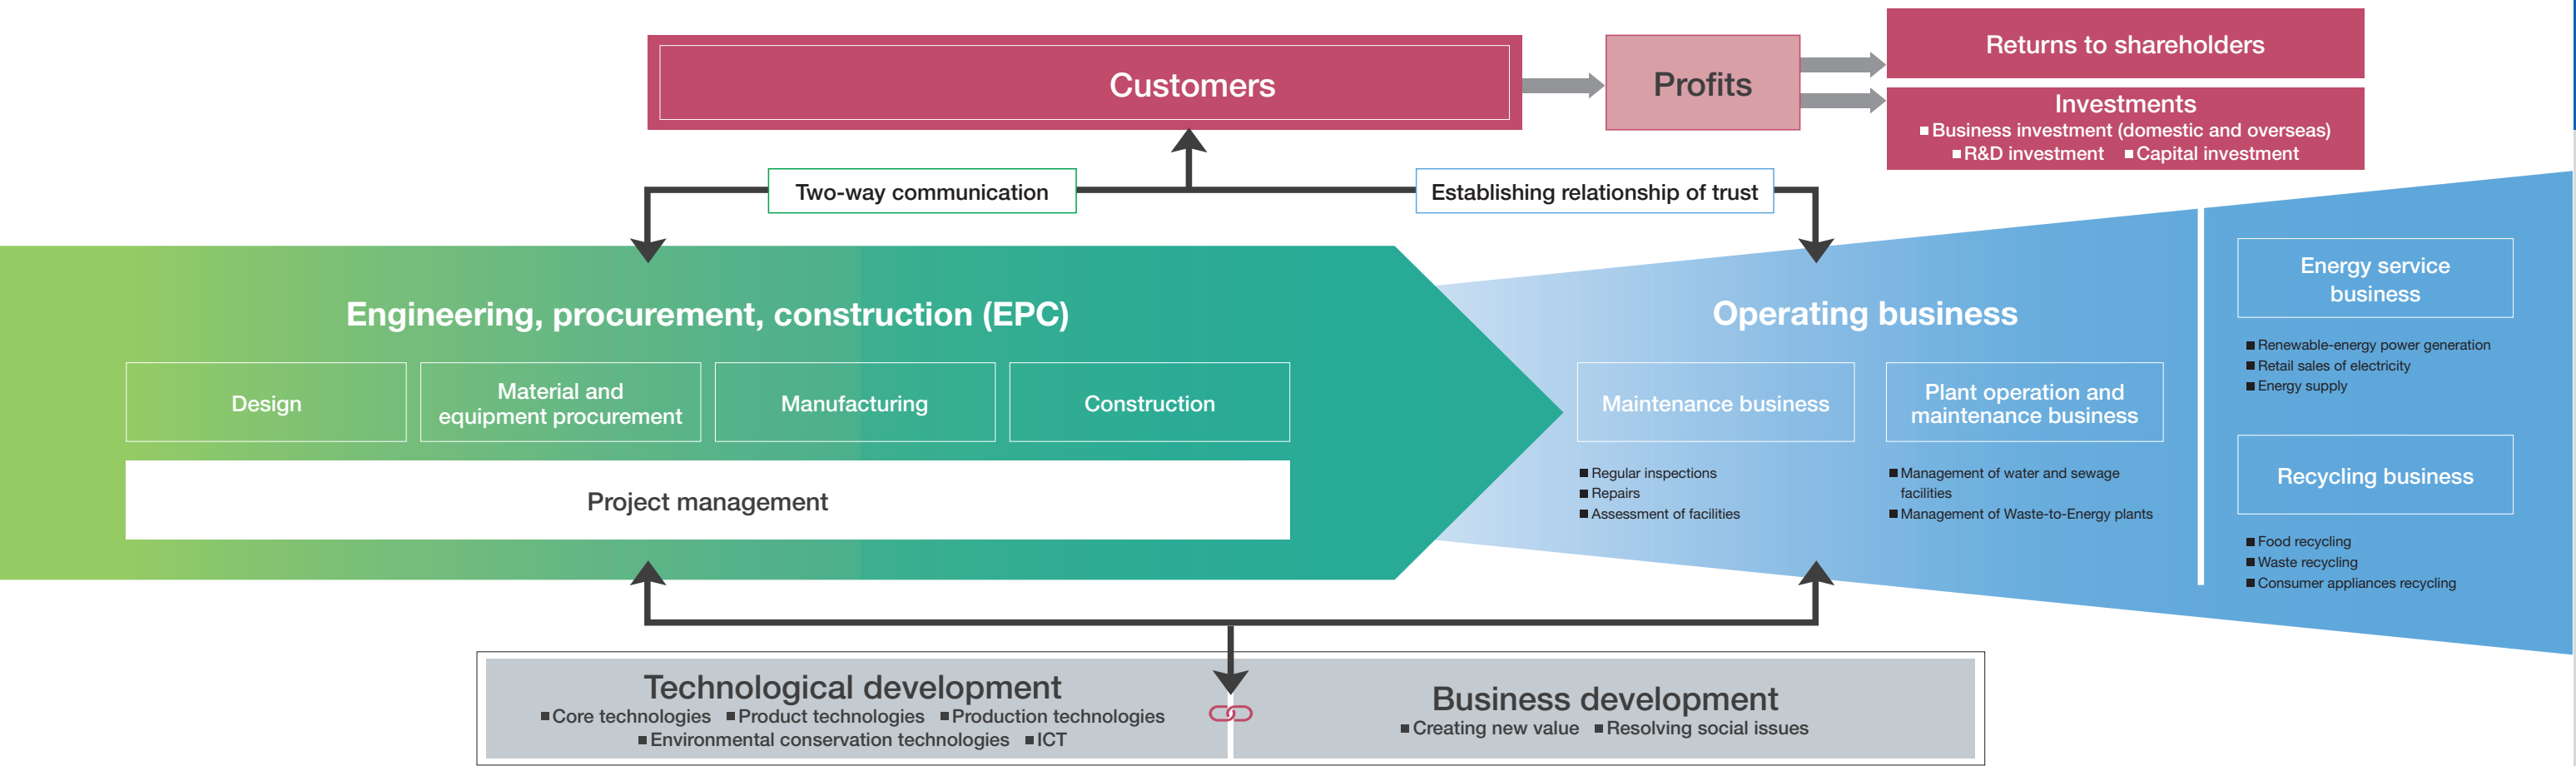 Customers
Profits
Returns to shareholders
Investments
■ Business investment (domestic and overseas)
■ R&D investment ■ Capital investment
Two-way communication
Establishing relationship of trust
Engineering, procurement, construction (EPC)
Design
Material and
equipment procurement
Manufacturing
Construction
Project management
Operating business
Maintenance business
■ Regular inspections
■ Repairs
■ Assessment of facilities
Plant operation and
maintenance business
■ Management of water and sewage
facilities
■ Management of Waste-to-Energy plants
Energy service
business
■ Renewable-energy power generation
■ Retail sales of electricity
■ Energy supply
Recycling business
■ Food recycling
■ Waste recycling
■ Consumer appliances recycling
Technological development
■ Core technologies ■ Product technologies ■ Production technologies
■ Environmental conservation technologies ■ ICT
Business development
■ Creating new value ■ Resolving social issues